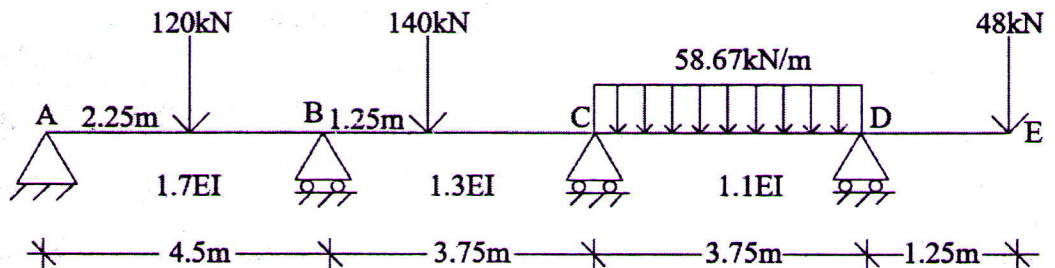 120kN 140kN 48kN
58.67kN/m
A 2.25m B 1.25m C D E
1.7EI 1.3EI 1.1EI
4.5m 3.75m 3.75m 1.25m